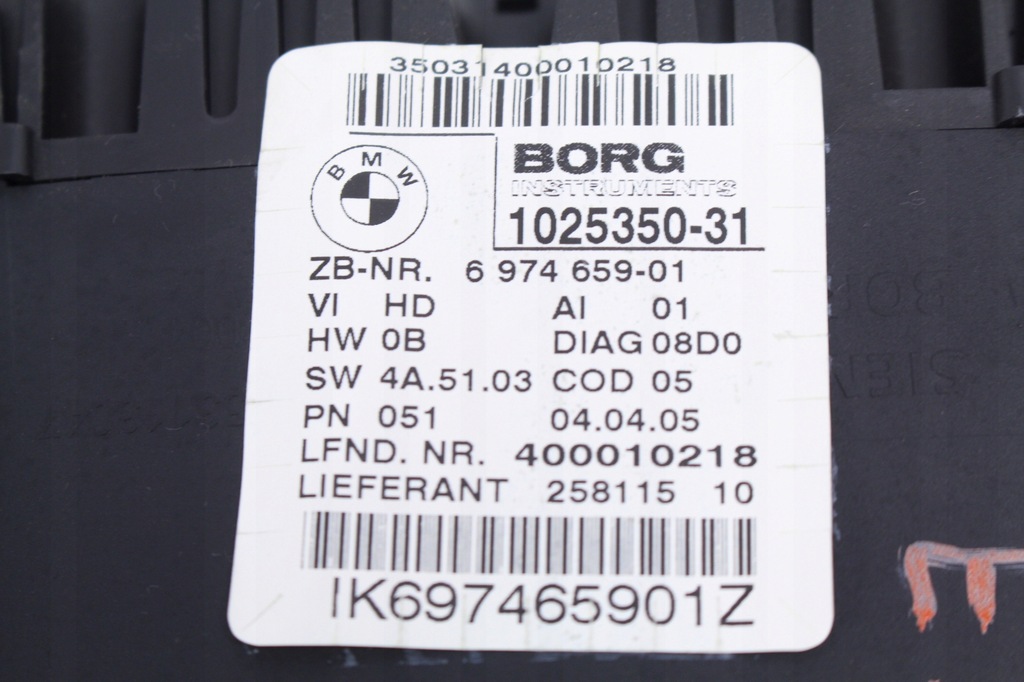 35031400010218
BMW
BORG
INSTRUMENTS
1025350-31
ZB-NR. 6 974 659-01
VI HD AI 01
HW 0B DIAG 08D0
SW 4A.51.03 COD 05
PN 051 04.04.05
LFND. NR. 400010218
LIEFERANT 258115 10
IK697465901Z